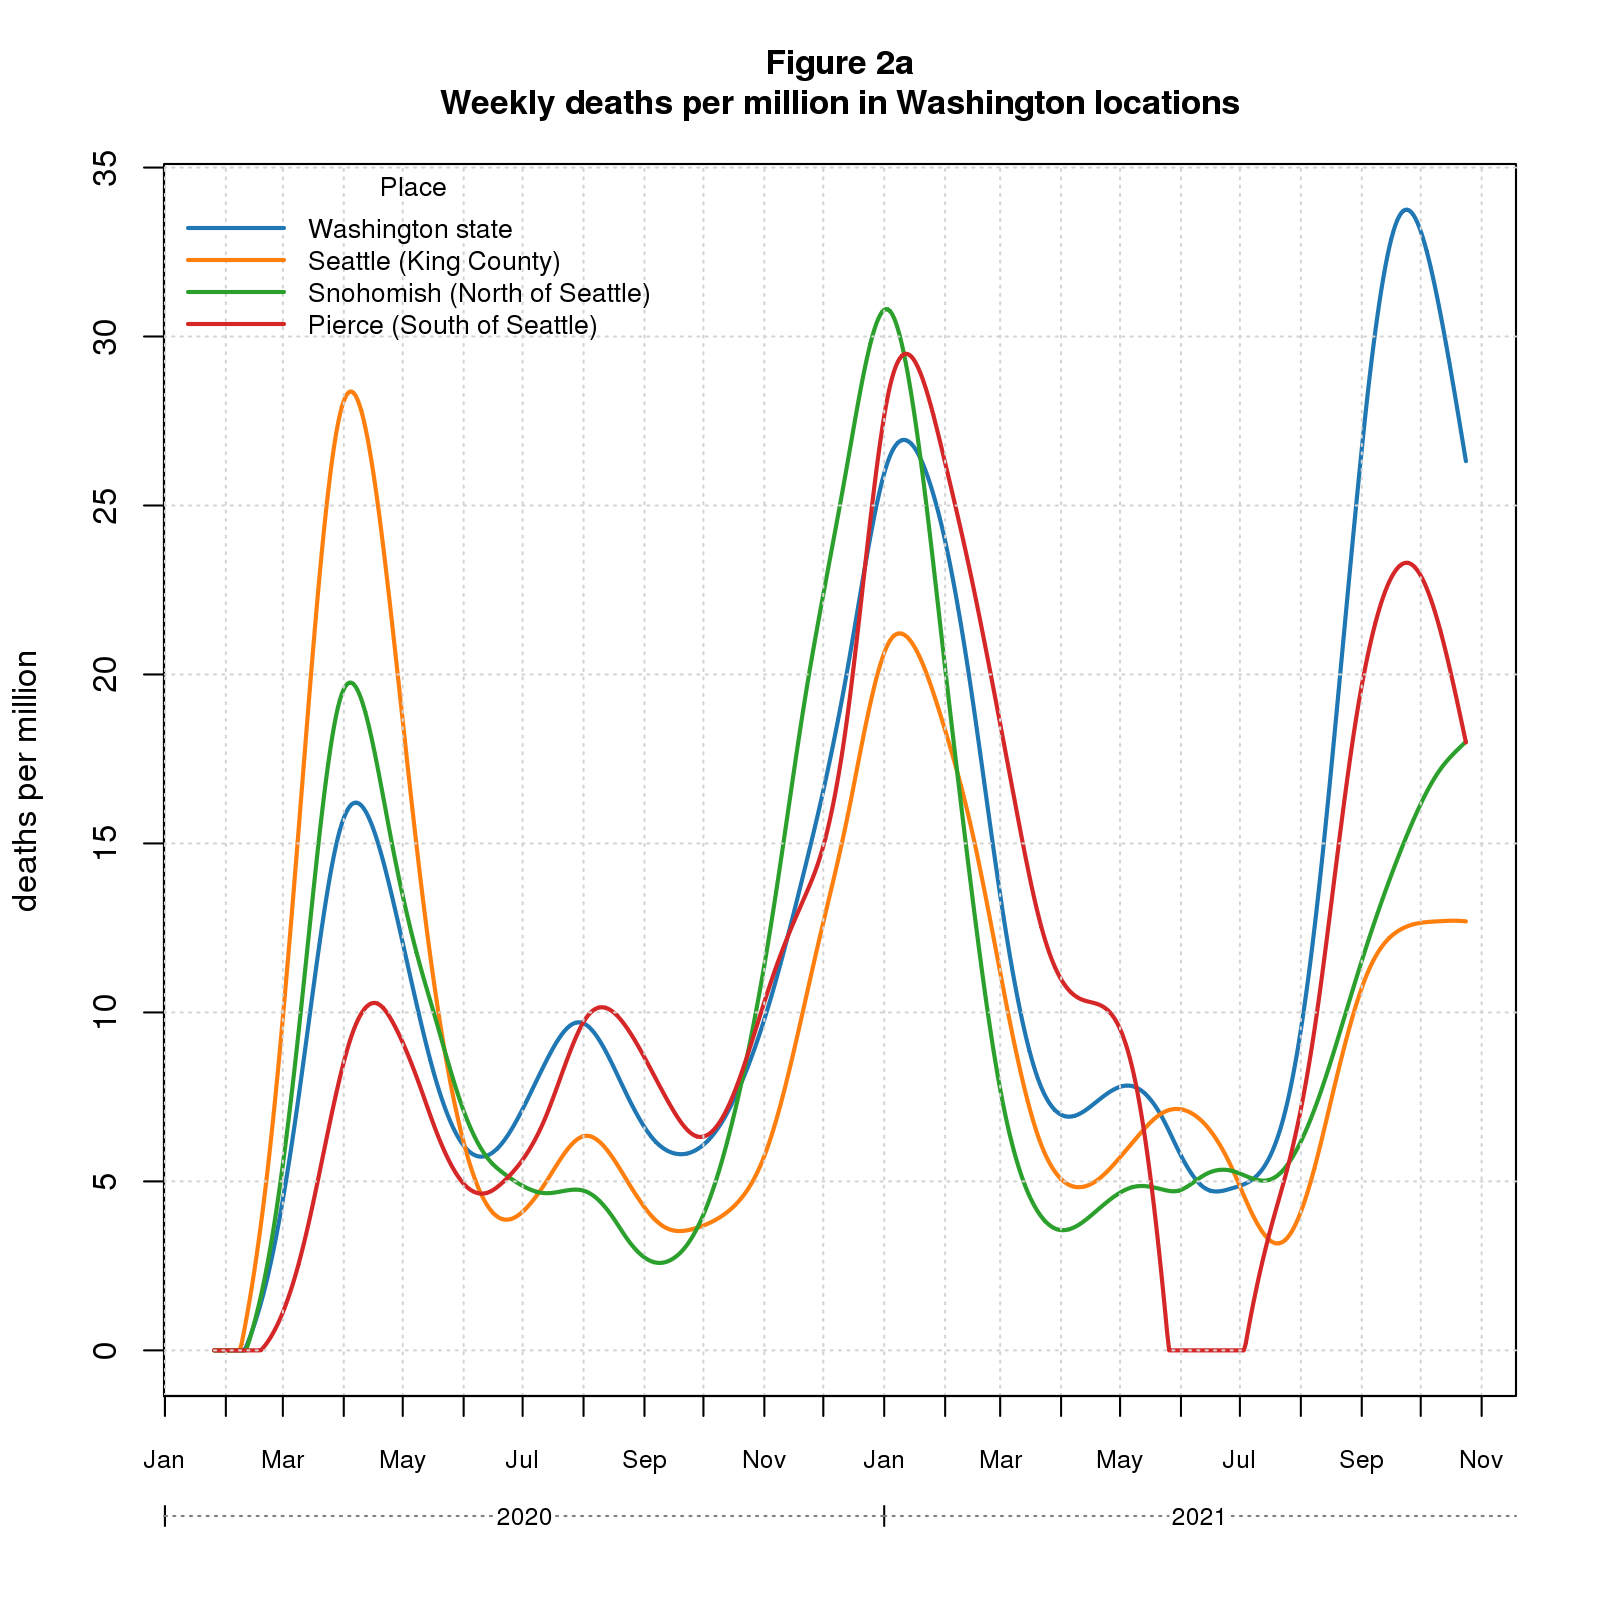 Figure 2a
Weekly deaths per million in Washington locations
Place
Washington state
Seattle (King County)
Snohomish (North of Seattle)
Pierce (South of Seattle)
deaths per million
35
30
25
20
15
10
5
0
Jan Mar May Jul Sep Nov Jan Mar May Jul Sep Nov
2020 2021